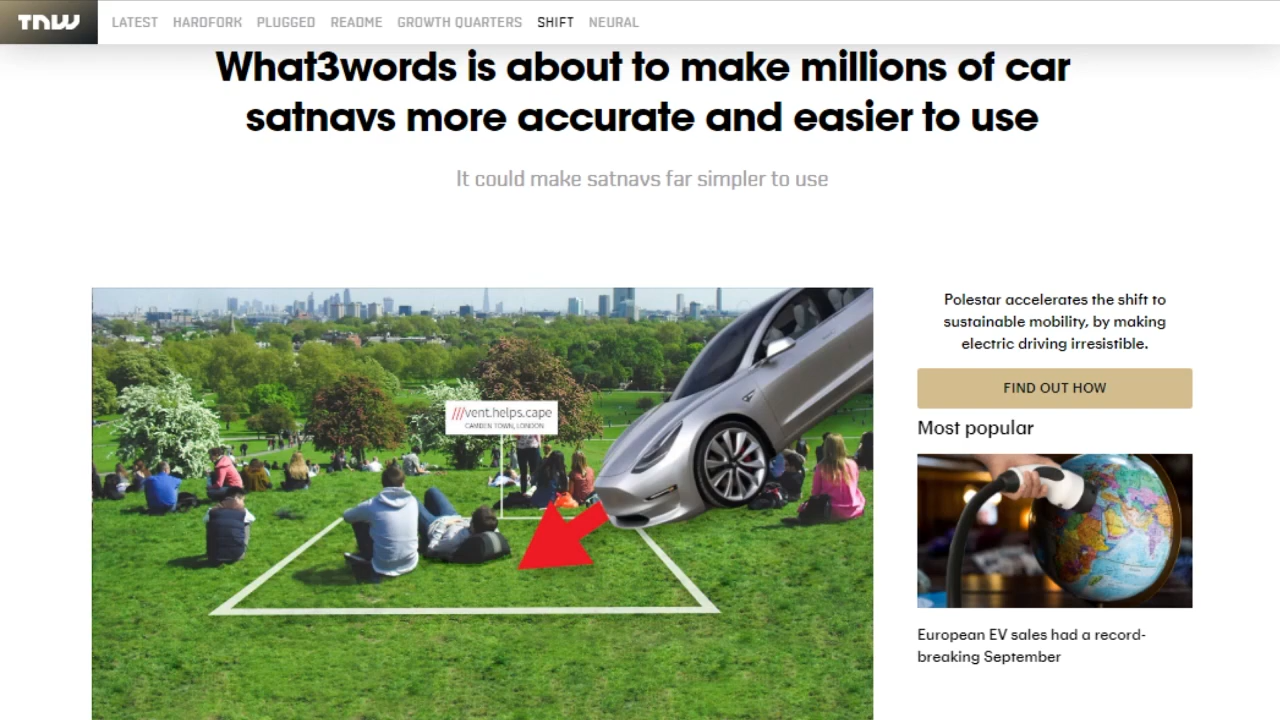 TNW
LATEST HARDFORK PLUGGED README GROWTH QUARTERS SHIFT NEURAL
What3words is about to make millions of car
satnavs more accurate and easier to use
It could make satnavs far simpler to use
///vent.helps.cape
CAMDEN TOWN, LONDON
Polestar accelerates the shift to
sustainable mobility, by making
electric driving irresistible.
FIND OUT HOW
Most popular
European EV sales had a record-
breaking September